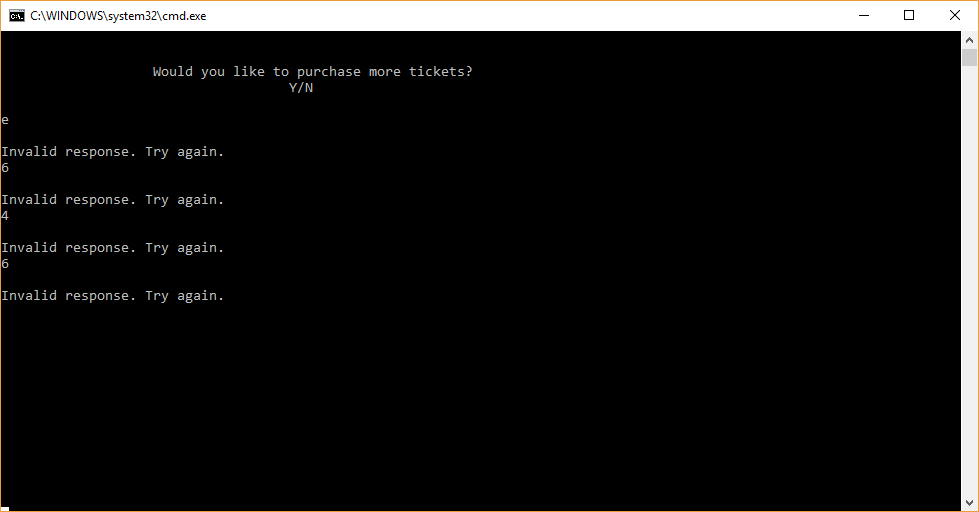 C:\WINDOWS\system32\cmd.exe
Would you like to purchase more tickets?
Y/N
e
Invalid response. Try again.
6
Invalid response. Try again.
4
Invalid response. Try again.
6
Invalid response. Try again.